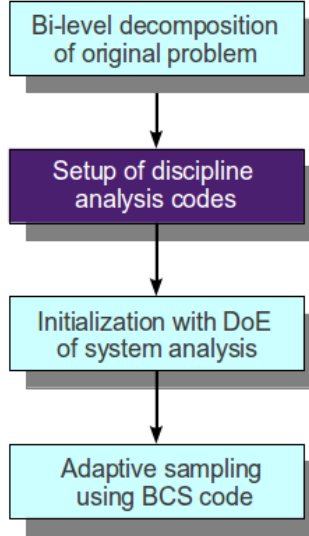 Bi-level decomposition
of original problem
Setup of discipline
analysis codes
Initialization with DoE
of system analysis
Adaptive sampling
using BCS code